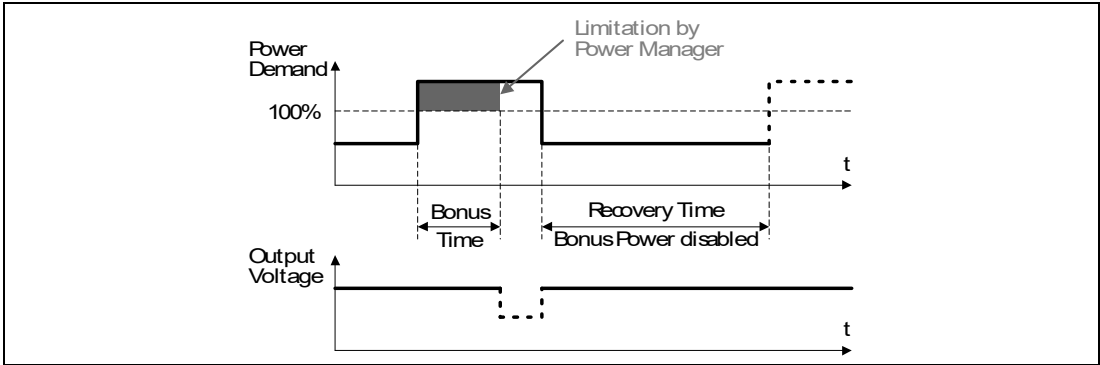 Limitation by
Power Manager
Power
Demand
100%
t
Bonus
Time
Recovery Time
Bonus Power disabled
Output
Voltage
t